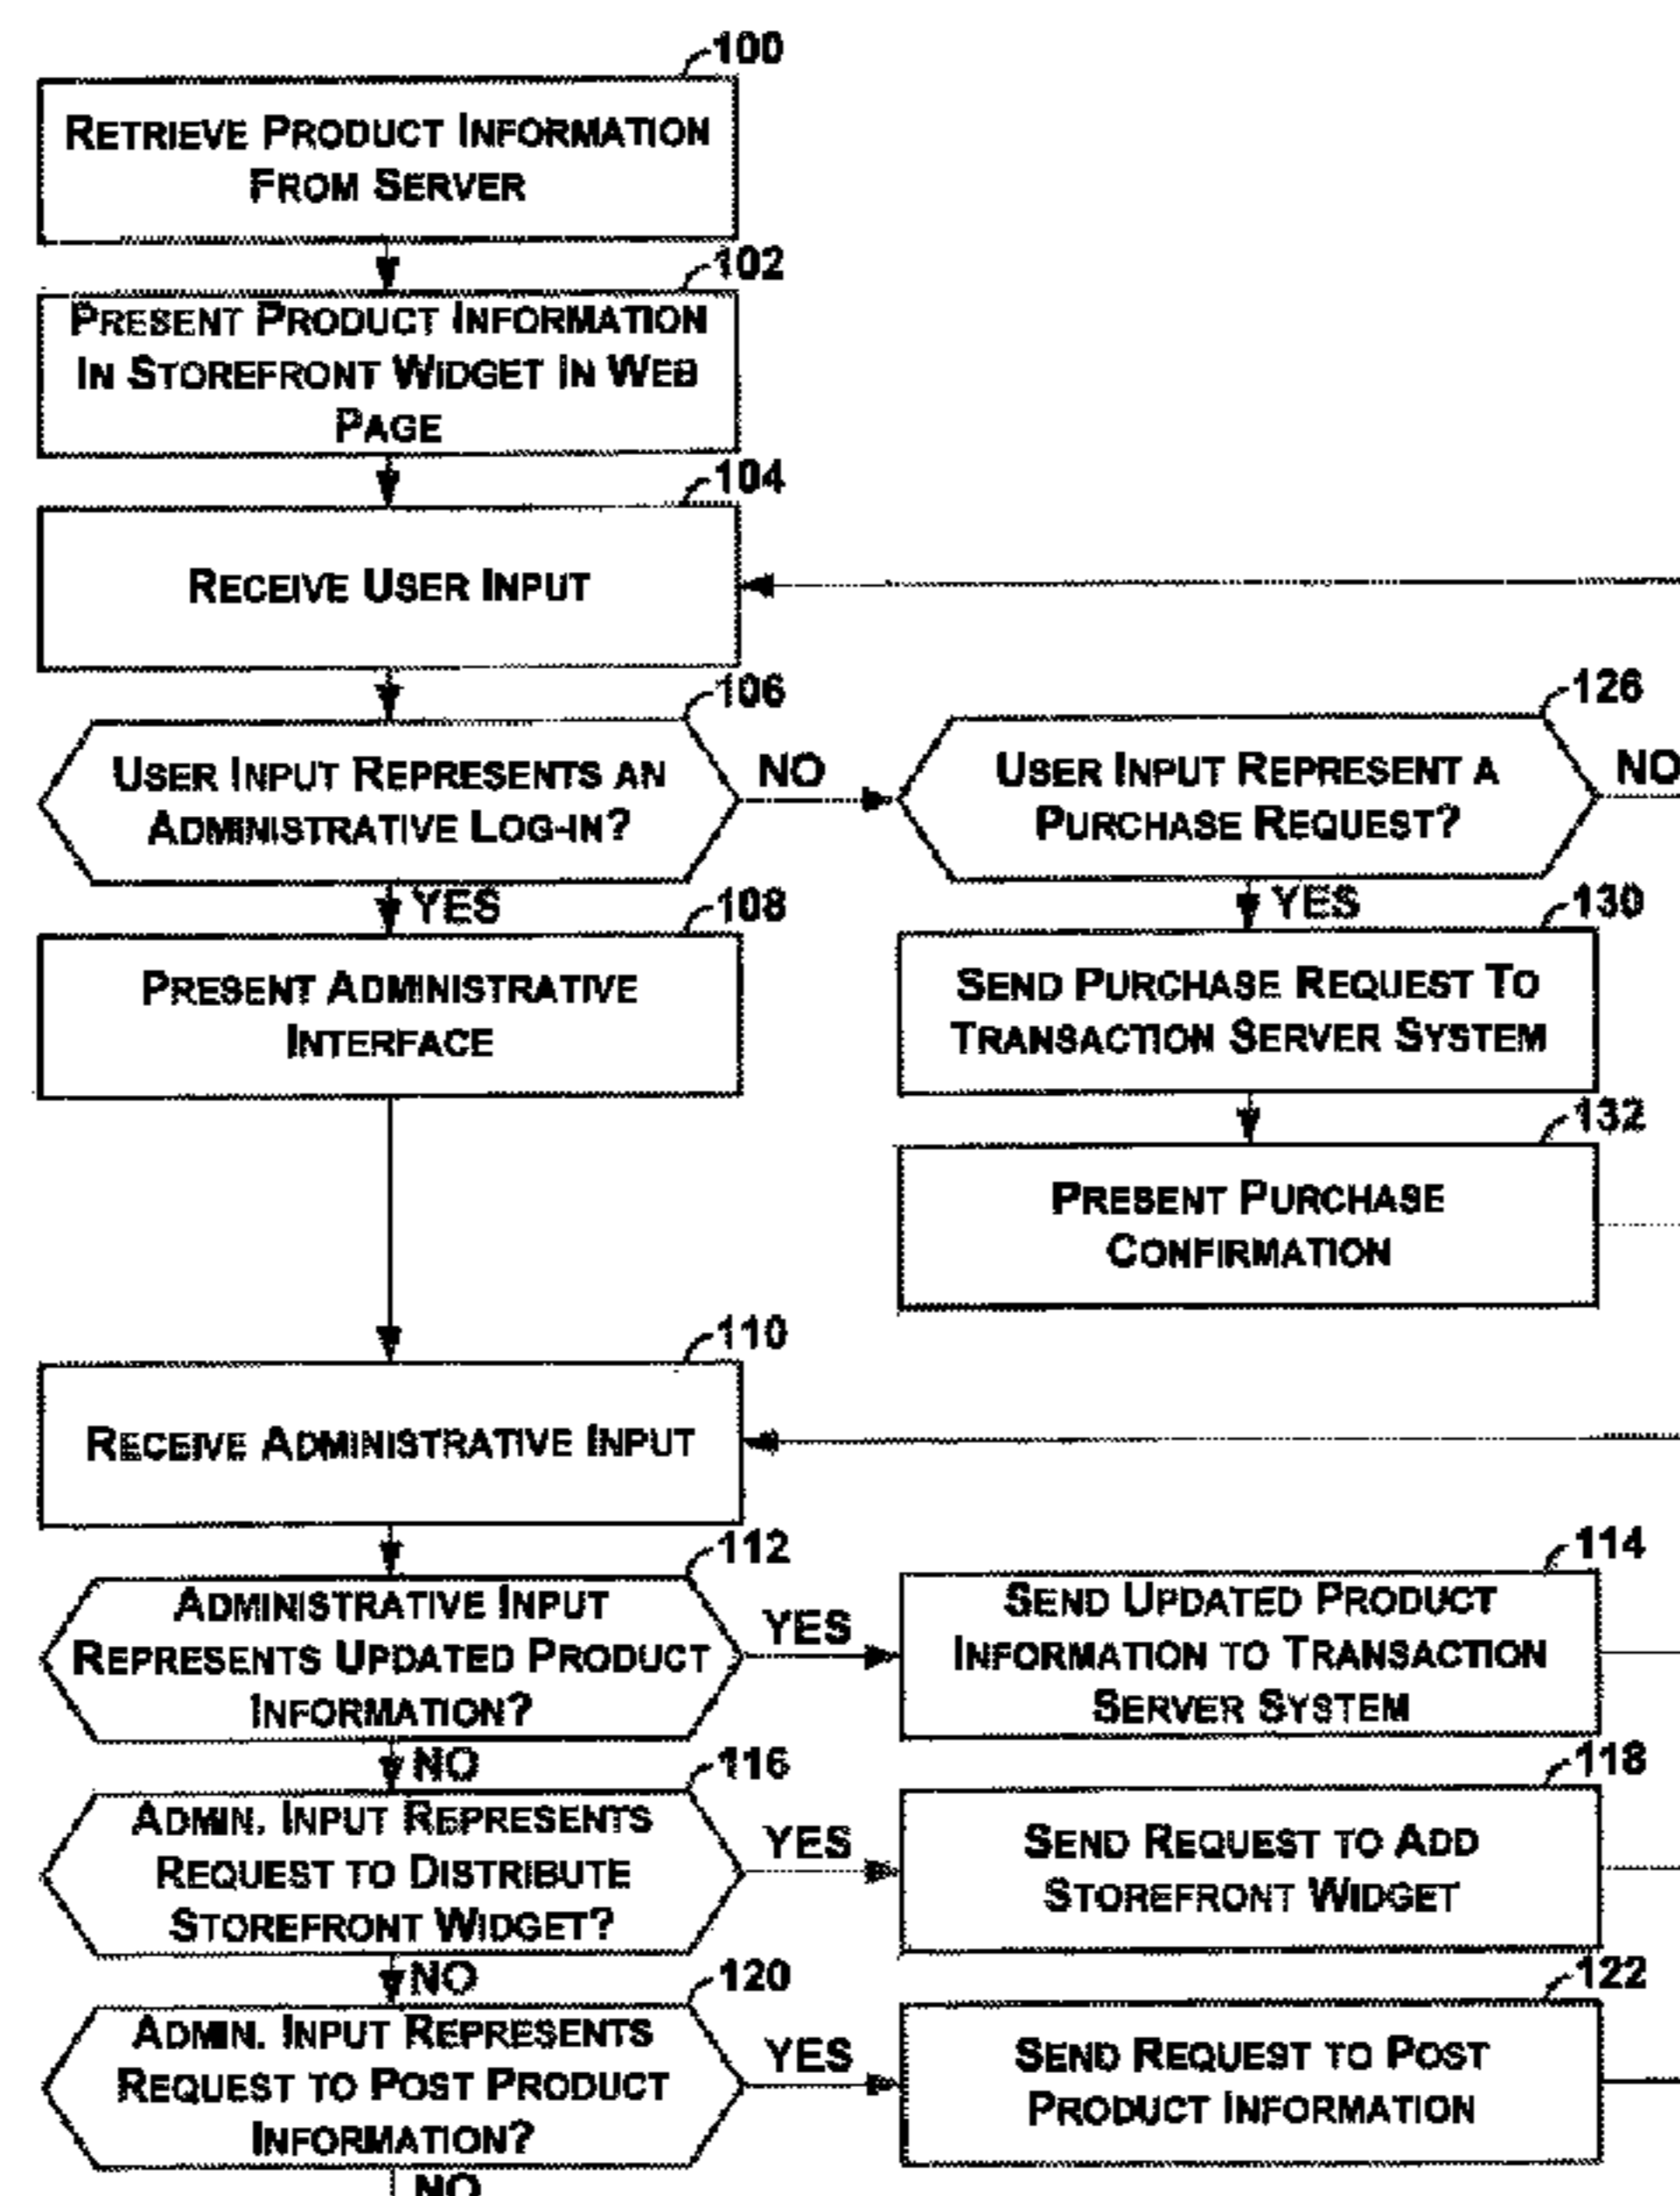 100
RETRIEVE PRODUCT INFORMATION
FROM SERVER
102
PRESENT PRODUCT INFORMATION
IN STOREFRONT WIDGET IN WEB
PAGE
104
RECEIVE USER INPUT
106
USER INPUT REPRESENTS AN
ADMINISTRATIVE LOG-IN?
NO
126
USER INPUT REPRESENT A
PURCHASE REQUEST?
NO
YES
108
PRESENT ADMINISTRATIVE
INTERFACE
YES
130
SEND PURCHASE REQUEST TO
TRANSACTION SERVER SYSTEM
132
PRESENT PURCHASE
CONFIRMATION
110
RECEIVE ADMINISTRATIVE INPUT
112
ADMINISTRATIVE INPUT
REPRESENTS UPDATED PRODUCT
INFORMATION?
YES
114
SEND UPDATED PRODUCT
INFORMATION TO TRANSACTION
SERVER SYSTEM
NO
116
ADMIN. INPUT REPRESENTS
REQUEST TO DISTRIBUTE
STOREFRONT WIDGET?
YES
118
SEND REQUEST TO ADD
STOREFRONT WIDGET
NO
120
ADMIN. INPUT REPRESENTS
REQUEST TO POST PRODUCT
INFORMATION?
YES
122
SEND REQUEST TO POST
PRODUCT INFORMATION
NO